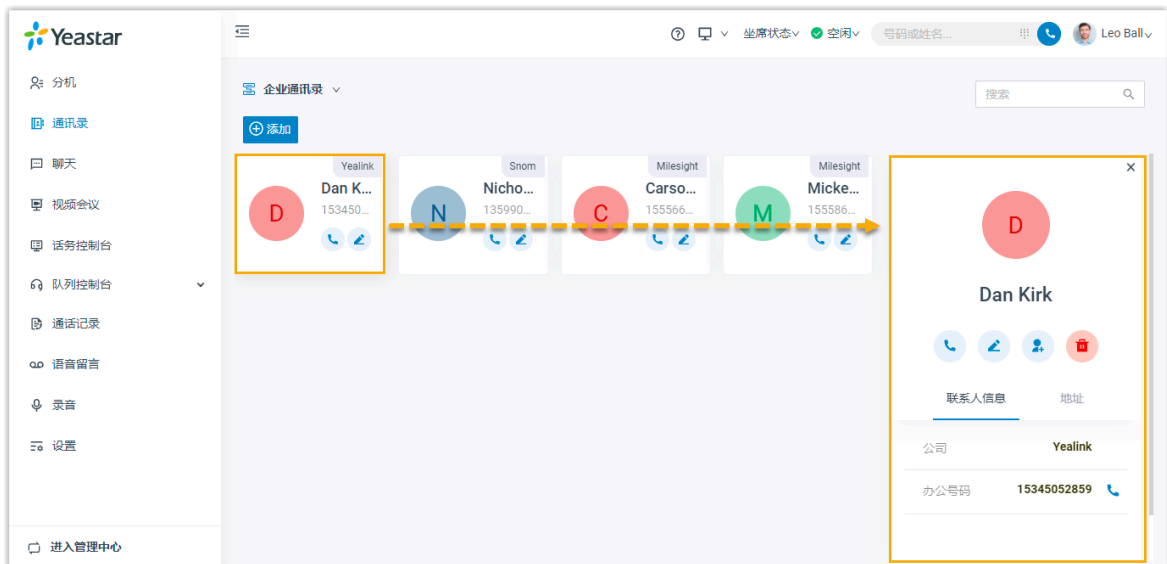 Yeastar
坐席状态
空闲
号码或姓名...
Leo Ball
分机
通讯录
聊天
视频会议
话务控制台
队列控制台
通话记录
语音留言
录音
设置
进入管理中心
企业通讯录
搜索
添加
Yealink
Dan K...
D
153450...
Snom
Nicho...
N
135990...
Milesight
Carso...
C
155566...
Milesight
Micke...
M
155586...
D
Dan Kirk
联系人信息 地址
公司 Yealink
办公号码 15345052859